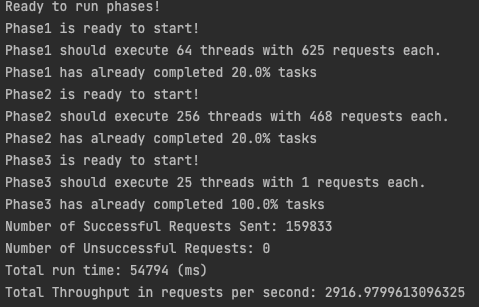 Ready to run phases!
Phase1 is ready to start!
Phase1 should execute 64 threads with 625 requests each.
Phase1 has already completed 20.0% tasks
Phase2 is ready to start!
Phase2 should execute 256 threads with 468 requests each.
Phase2 has already completed 20.0% tasks
Phase3 is ready to start!
Phase3 should execute 25 threads with 1 requests each.
Phase3 has already completed 100.0% tasks
Number of Successful Requests Sent: 159833
Number of Unsuccessful Requests: 0
Total run time: 54794 (ms)
Total Throughput in requests per second: 2916.9799613096325